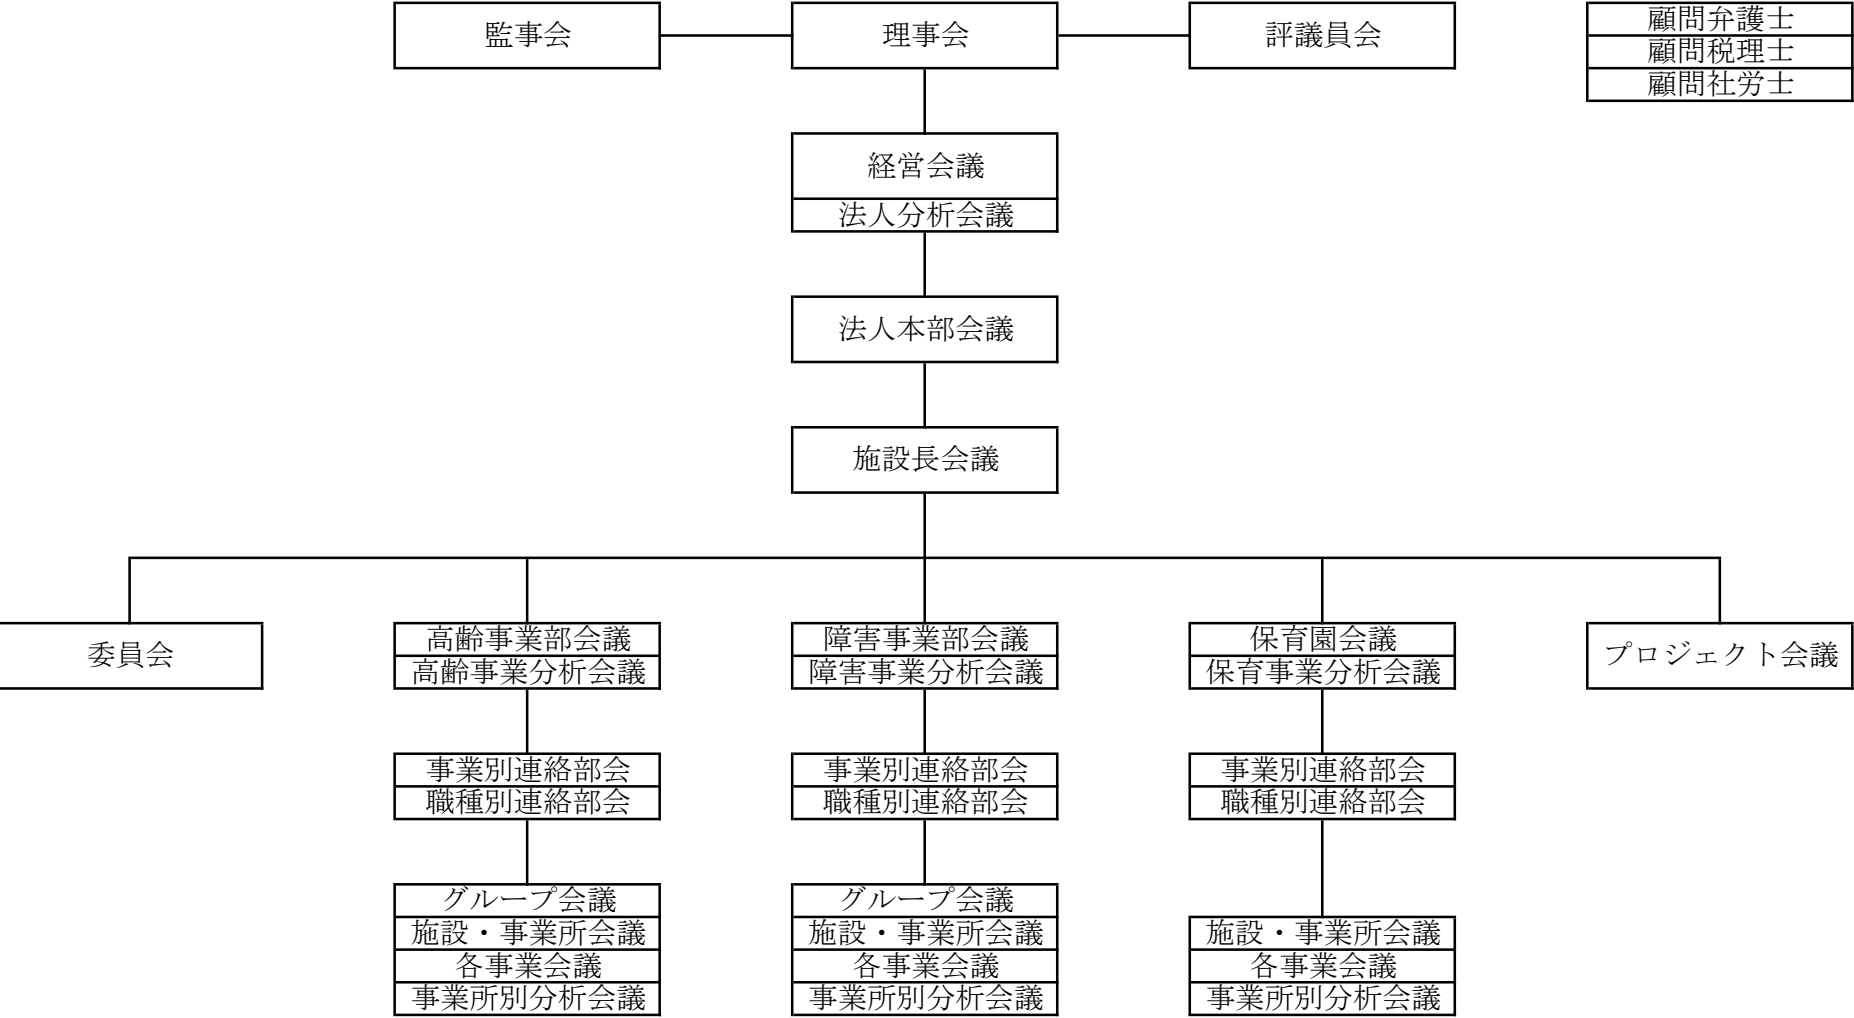 監事会
理事会
評議員会
顧問弁護士
顧問税理士
顧問社労士
経営会議
法人分析会議
法人本部会議
施設長会議
委員会
高齢事業部会議
高齢事業分析会議
障害事業部会議
障害事業分析会議
保育園会議
保育事業分析会議
プロジェクト会議
事業別連絡部会
職種別連絡部会
事業別連絡部会
職種別連絡部会
事業別連絡部会
職種別連絡部会
グループ会議
施設・事業所会議
各事業会議
事業所別分析会議
グループ会議
施設・事業所会議
各事業会議
事業所別分析会議
施設・事業所会議
各事業会議
事業所別分析会議